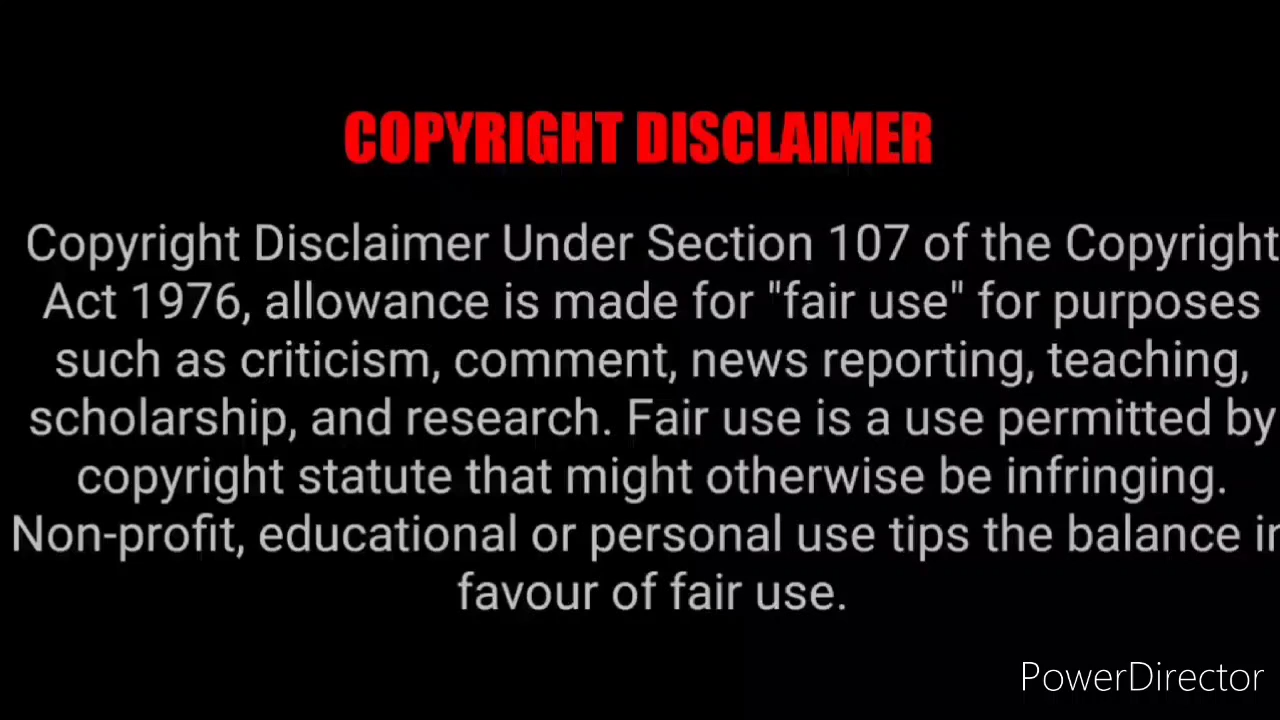 COPYRIGHT DISCLAIMER
Copyright Disclaimer Under Section 107 of the Copyright
Act 1976, allowance is made for "fair use" for purposes
such as criticism, comment, news reporting, teaching,
scholarship, and research. Fair use is a use permitted by
copyright statute that might otherwise be infringing.
Non-profit, educational or personal use tips the balance in
favour of fair use.
PowerDirector